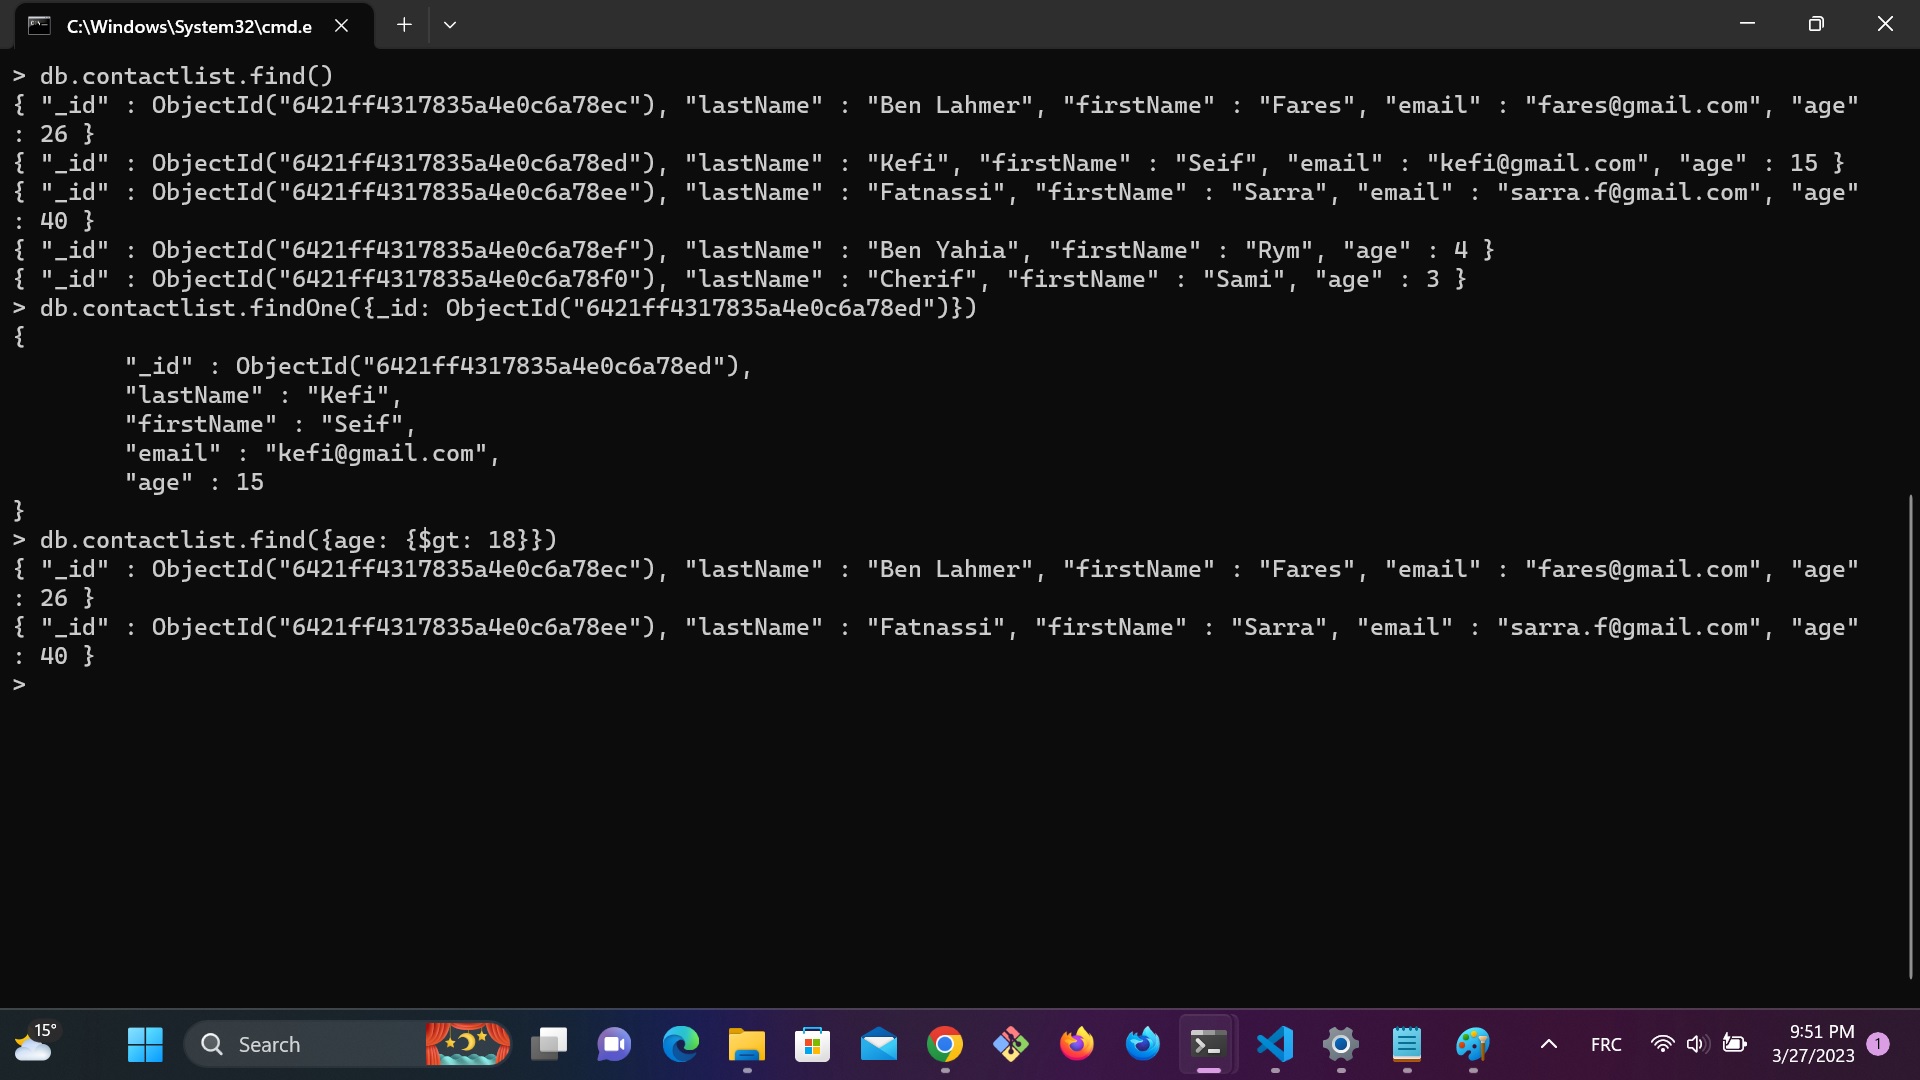 C:\Windows\System32\cmd.e
> db.contactlist.find()
{ "_id" : ObjectId("6421ff4317835a4e0c6a78ec"), "lastName" : "Ben Lahmer", "firstName" : "Fares", "email" : "fares@gmail.com", "age"
: 26 }
{ "_id" : ObjectId("6421ff4317835a4e0c6a78ed"), "lastName" : "Kefi", "firstName" : "Seif", "email" : "kefi@gmail.com", "age" : 15 }
{ "_id" : ObjectId("6421ff4317835a4e0c6a78ee"), "lastName" : "Fatnassi", "firstName" : "Sarra", "email" : "sarra.f@gmail.com", "age"
: 40 }
{ "_id" : ObjectId("6421ff4317835a4e0c6a78ef"), "lastName" : "Ben Yahia", "firstName" : "Rym", "age" : 4 }
{ "_id" : ObjectId("6421ff4317835a4e0c6a78f0"), "lastName" : "Cherif", "firstName" : "Sami", "age" : 3 }
> db.contactlist.findOne({_id: ObjectId("6421ff4317835a4e0c6a78ed")})
{
"_id" : ObjectId("6421ff4317835a4e0c6a78ed"),
"lastName" : "Kefi",
"firstName" : "Seif",
"email" : "kefi@gmail.com",
"age" : 15
}
> db.contactlist.find({age: {$gt: 18}})
{ "_id" : ObjectId("6421ff4317835a4e0c6a78ec"), "lastName" : "Ben Lahmer", "firstName" : "Fares", "email" : "fares@gmail.com", "age"
: 26 }
{ "_id" : ObjectId("6421ff4317835a4e0c6a78ee"), "lastName" : "Fatnassi", "firstName" : "Sarra", "email" : "sarra.f@gmail.com", "age"
: 40 }
>
15°
Search
FRC
9:51 PM
3/27/2023
1